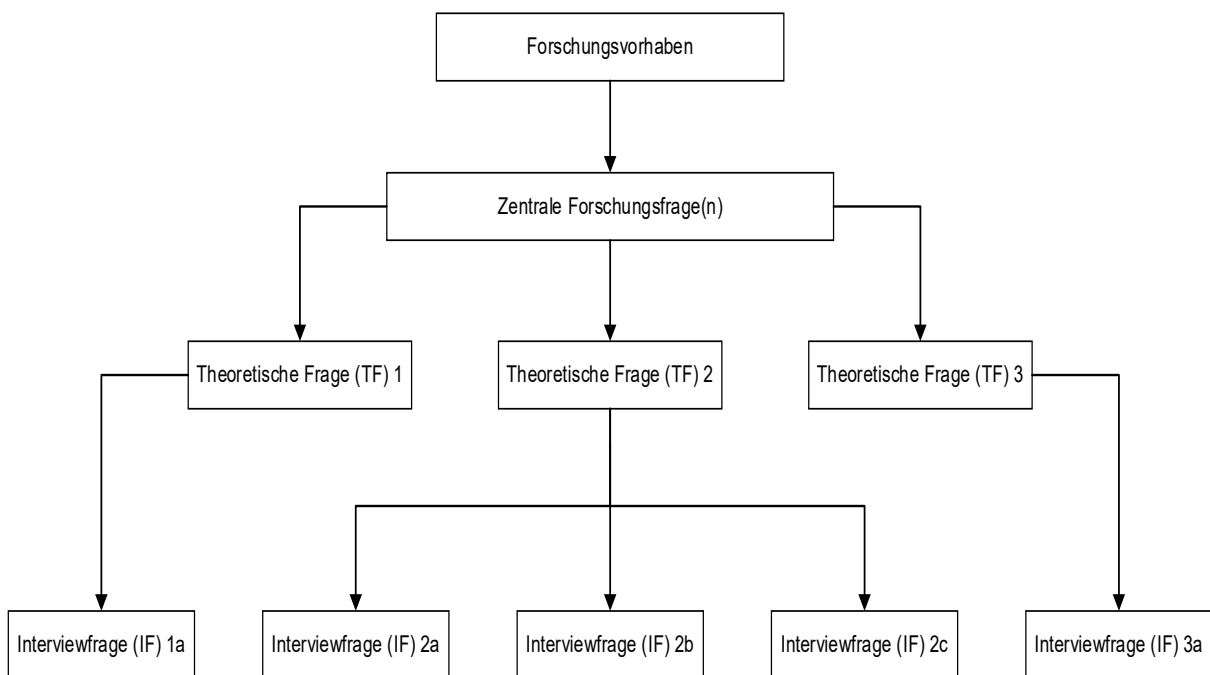 Forschungsvorhaben
Zentrale Forschungsfrage(n)
Theoretische Frage (TF) 1
Theoretische Frage (TF) 2
Theoretische Frage (TF) 3
Interviewfrage (IF) 1a
Interviewfrage (IF) 2a
Interviewfrage (IF) 2b
Interviewfrage (IF) 2c
Interviewfrage (IF) 3a